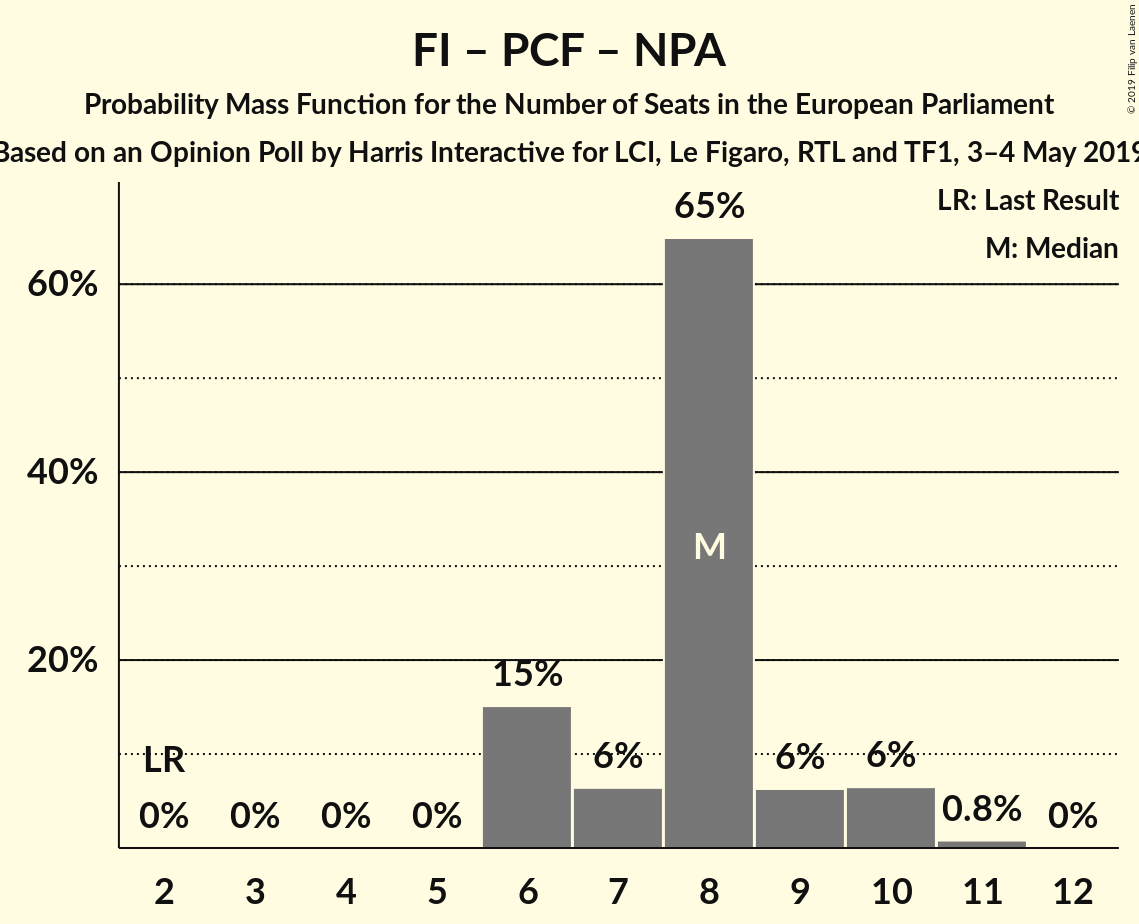 FI – PCF – NPA
Probability Mass Function for the Number of Seats in the European Parliament
Based on an Opinion Poll by Harris Interactive for LCI, Le Figaro, RTL and TF1, 3–4 May 2019
© 2019 Filip van Laenen
LR: Last Result
M: Median
65%
60%
40%
M
20%
15%
LR
6%
6%
6%
0%
0%
0%
0%
0.8%
0%
2 3 4 5 6 7 8 9 10 11 12